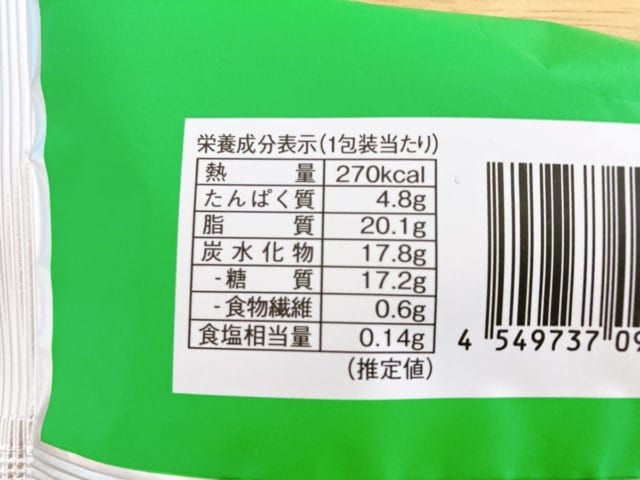 栄養成分表示(1包装当たり)
熱量 270kcal
たんぱく質 4.8g
脂質 20.1g
炭水化物 17.8g
-糖質 17.2g
-食物繊維 0.6g
食塩相当量 0.14g
(推定値)
4 549737 09